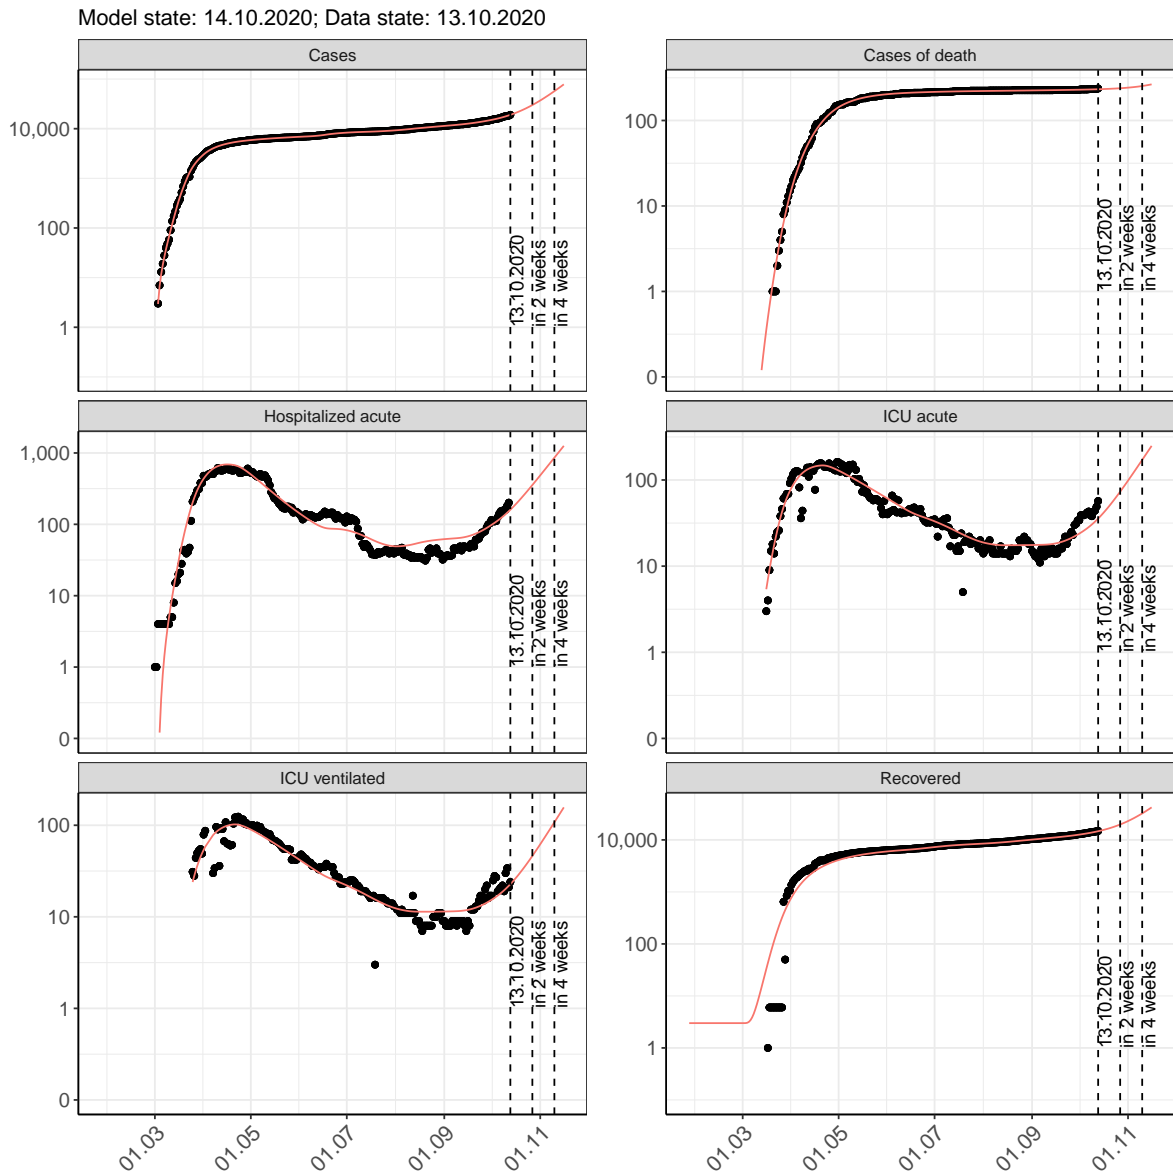 Model state: 14.10.2020; Data state: 13.10.2020
Cases
10,000
100
1
13.10.2020
in 2 weeks
in 4 weeks
Cases of death
100
10
1
0
13.10.2020
in 2 weeks
in 4 weeks
Hospitalized acute
1,000
100
10
1
0
13.10.2020
in 2 weeks
in 4 weeks
ICU acute
100
10
1
0
13.10.2020
in 2 weeks
in 4 weeks
ICU ventilated
100
10
1
0
13.10.2020
in 2 weeks
in 4 weeks
01.03
01.05
01.07
01.09
01.11
Recovered
10,000
100
1
13.10.2020
in 2 weeks
in 4 weeks
01.03
01.05
01.07
01.09
01.11